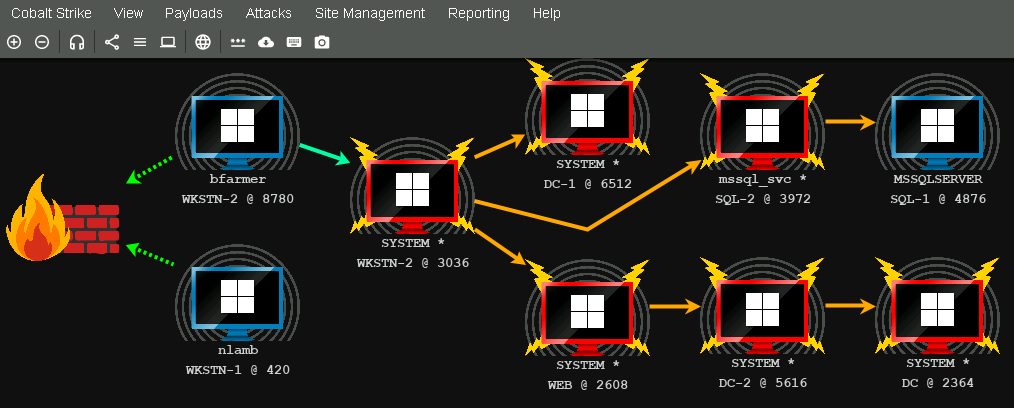 Cobalt Strike View Payloads Attacks Site Management Reporting Help
bfarmer
WKSTN-2 @ 8780
nlamb
WKSTN-1 @ 420
SYSTEM *
WKSTN-2 @ 3036
SYSTEM *
DC-1 @ 6512
mssql_svc *
SQL-2 @ 3972
MSSQLSERVER
SQL-1 @ 4876
SYSTEM *
WEB @ 2608
SYSTEM *
DC-2 @ 5616
SYSTEM *
DC @ 2364